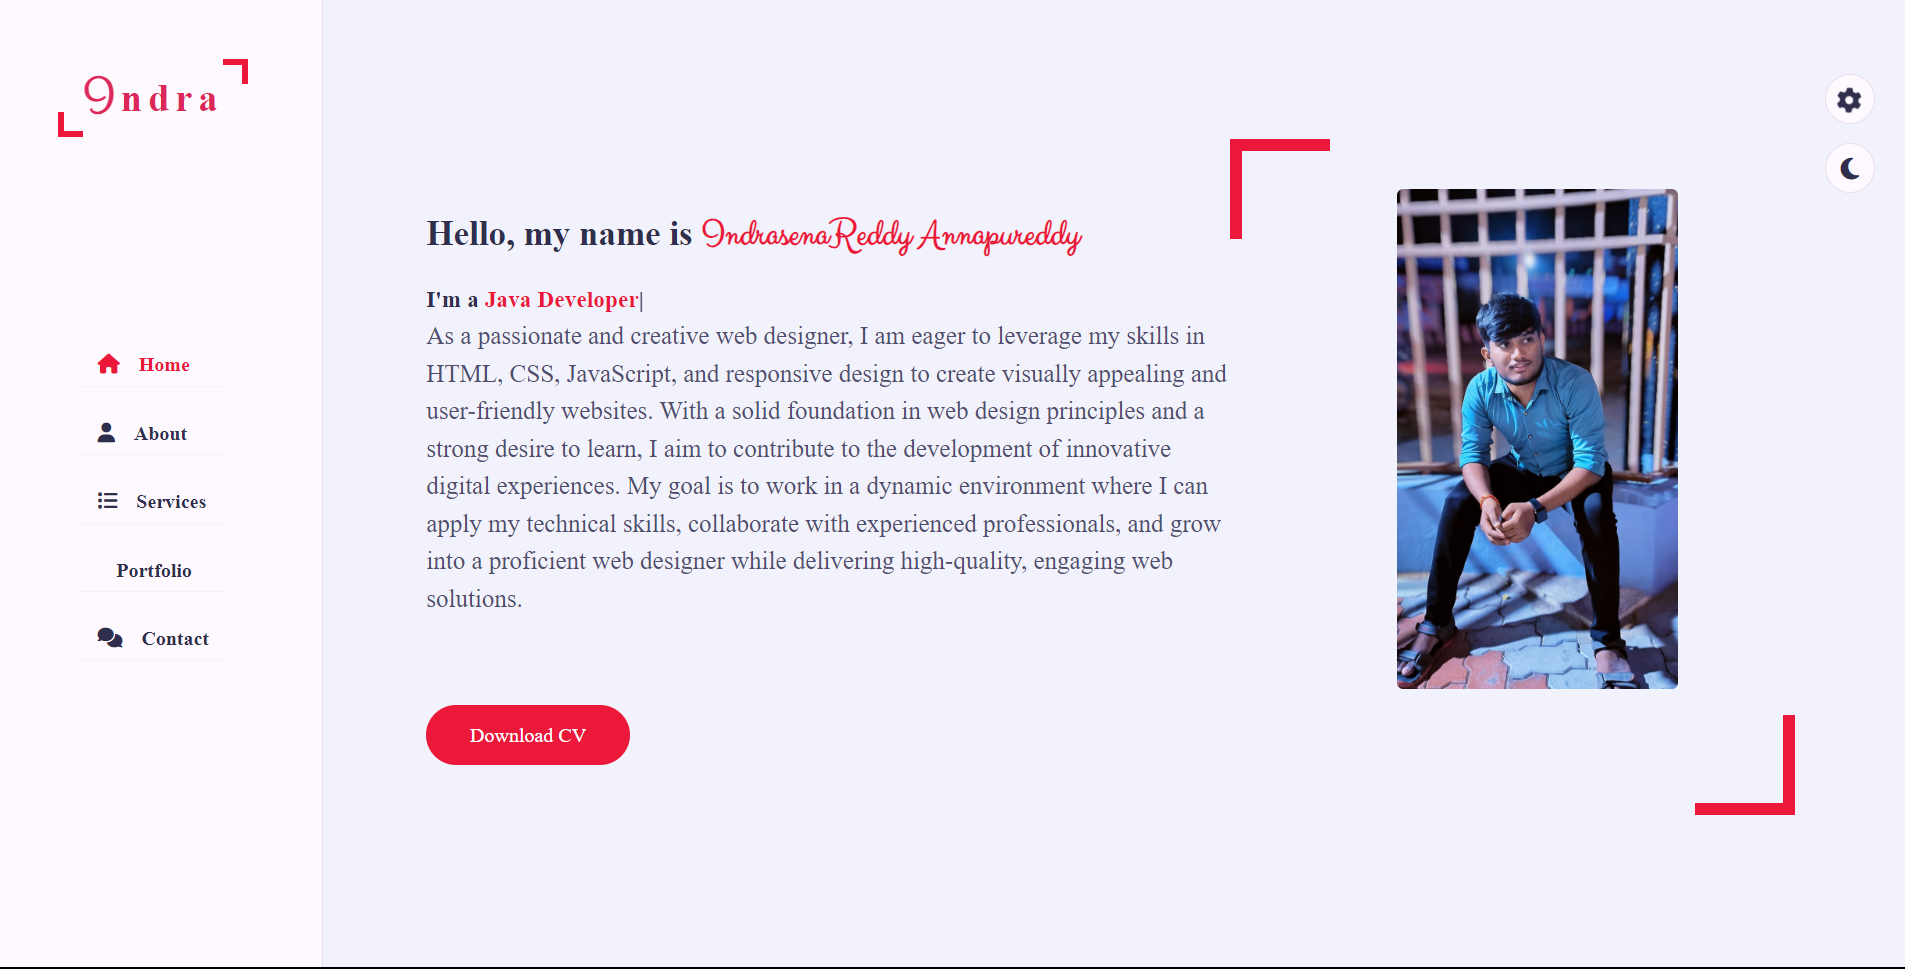 Indra
Home
About
Services
Portfolio
Contact
Hello, my name is IndrasenaReddy Annapureddy
I'm a Java Developer|
As a passionate and creative web designer, I am eager to leverage my skills in
HTML, CSS, JavaScript, and responsive design to create visually appealing and
user-friendly websites. With a solid foundation in web design principles and a
strong desire to learn, I aim to contribute to the development of innovative
digital experiences. My goal is to work in a dynamic environment where I can
apply my technical skills, collaborate with experienced professionals, and grow
into a proficient web designer while delivering high-quality, engaging web
solutions.
Download CV